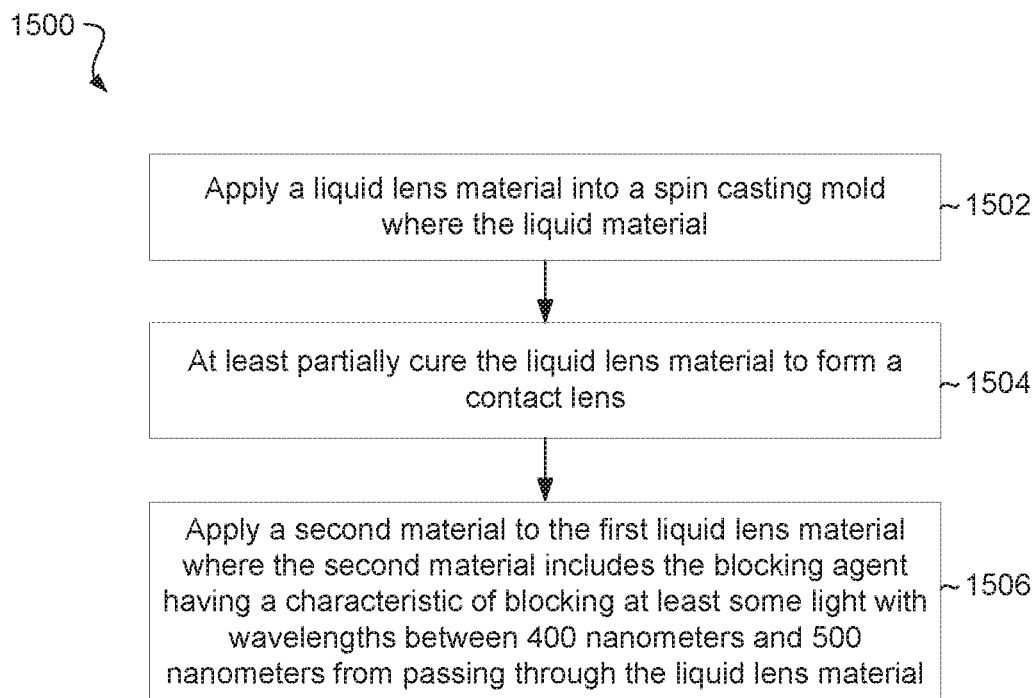 1500
Apply a liquid lens material into a spin casting mold
where the liquid material
~ 1502
At least partially cure the liquid lens material to form a
contact lens
~ 1504
Apply a second material to the first liquid lens material
where the second material includes the blocking agent
having a characteristic of blocking at least some light with
wavelengths between 400 nanometers and 500
nanometers from passing through the liquid lens material
~ 1506